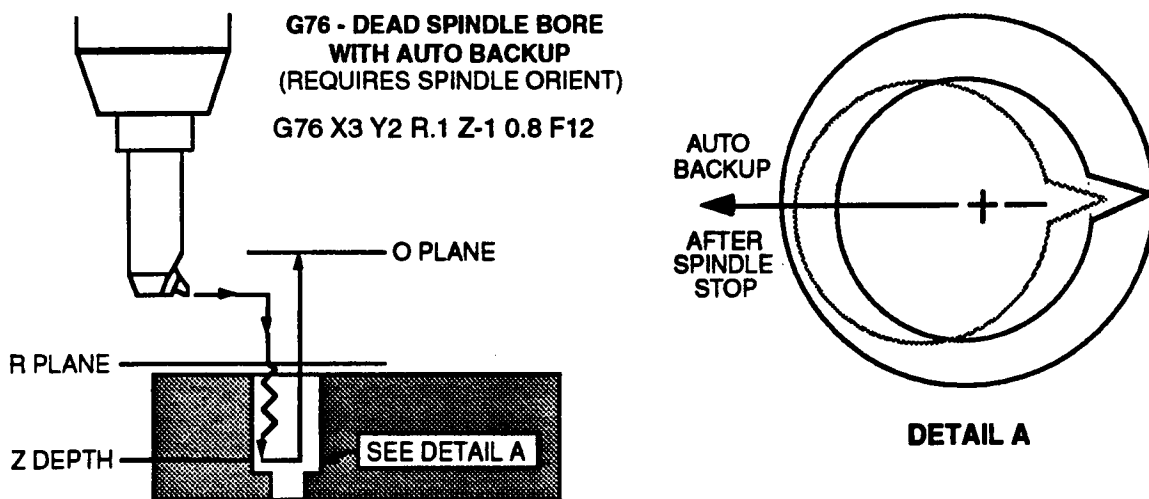 G76 - DEAD SPINDLE BORE
WITH AUTO BACKUP
(REQUIRES SPINDLE ORIENT)
G76 X3 Y2 R.1 Z-1 0.8 F12
O PLANE
R PLANE
Z DEPTH
SEE DETAIL A
AUTO
BACKUP
AFTER
SPINDLE
STOP
DETAIL A